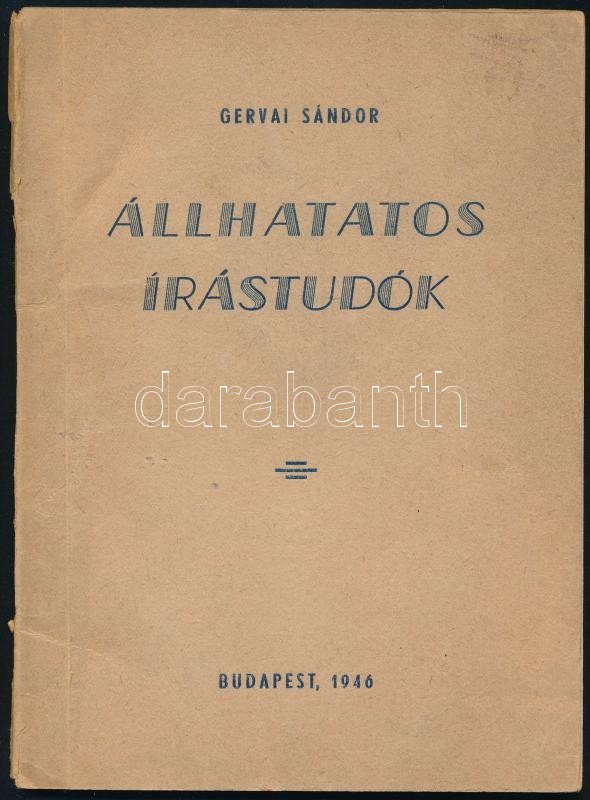 GERVAI SÁNDOR
ÁLLHATATOS
ÍRÁSTUDÓK
darabanth
BUDAPEST, 1946